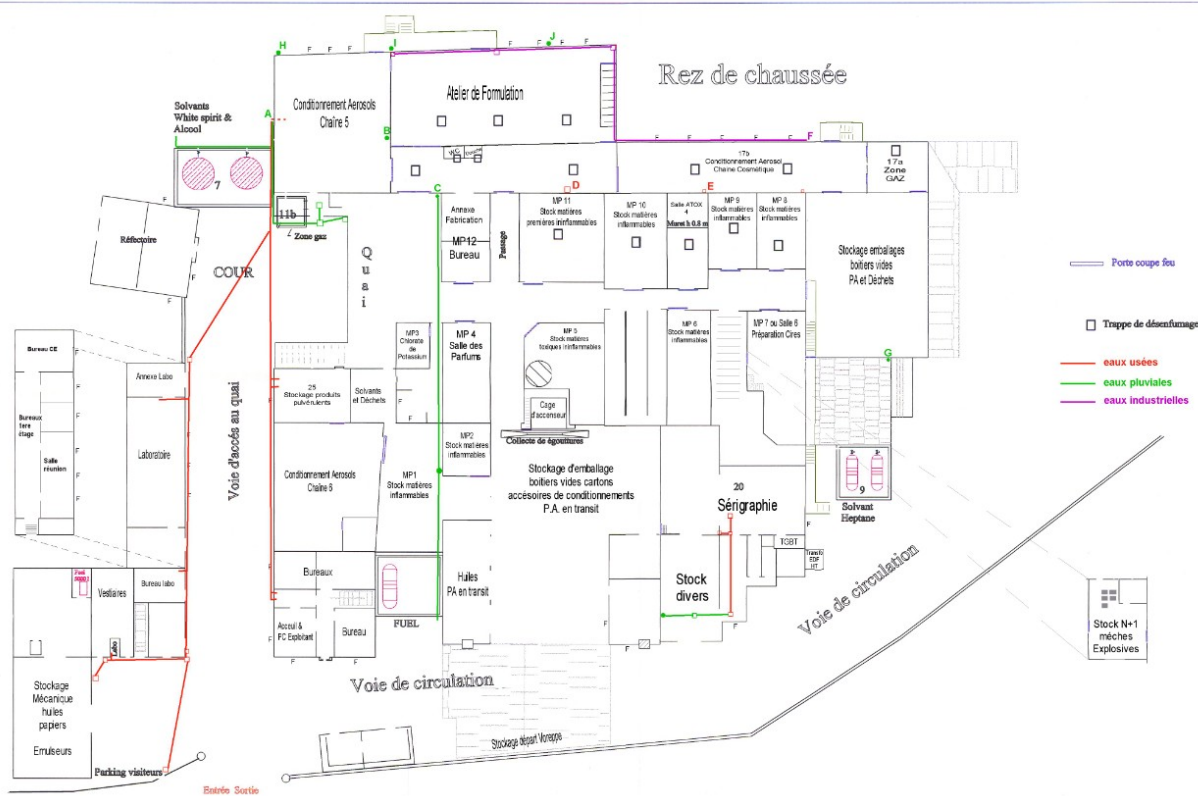 Rez de chaussée
H
I
J
F F F
F F F F
Solvants
White spirit &
Alcool
A
Conditionnement Aerosols
Chaîne 5
Atelier de Formulation
B
F F F F
F
7
WC
17b
Conditionnement Aerosol
Chaine Cosmétique
17a
Zone
GAZ
C
D
E
11b
Zone gaz
Réfectoire
COUR
Quai
Annexe
Fabrication
MP12
Bureau
Passage
MP 11
Stock matières
premières ininflammables
MP 10
Stock matières
inflammables
Salle ATOX
4
Muret h 0.8 m
MP 9
Stock matières
inflammables
MP 8
Stock matières
inflammables
Stockage emballages
boitiers vides
PA et Déchets
Porte coupe feu
Trappe de désenfumage
eaux usées
eaux pluviales
eaux industrielles
Bureau CE
Bureaux
1ere
étage
Salle
réunion
Annexe Labo
Laboratoire
Voie d'accés au quai
MP3
Chlorate
de
Potassium
MP 4
Salle des
Parfums
MP 5
Stock matières
toxiques ininflammables
MP 6
Stock matières
inflammables
MP 7 ou Salle 6
Préparation Cires
G
25
Stockage produits
pulvérulents
Solvants
et Déchets
Cage
d'accenseur
Collecte de égouttures
MP2
Stock matières
inflammables
Conditionnement Aerosols
Chaîne 6
MP1
Stock matières
inflammables
Stockage d'emballage
boitiers vides cartons
accésoires de conditionnements
P.A. en transit
20
Sérigraphie
9
Solvant
Heptane
TGBT
Transfo
EDF
HT
Voie de circulation
Stock N+1
mèches
Explosives
Vestiaires
Bureau labo
Labo
Bureaux
Acceuil &
PC Exploitant
Bureau
FUEL
Huiles
PA en transit
Stock
divers
Voie de circulation
Stockage
Mécanique
huiles
papiers
Emulseurs
Stockage départ Voreppe
Parking visiteurs
Entrée Sortie